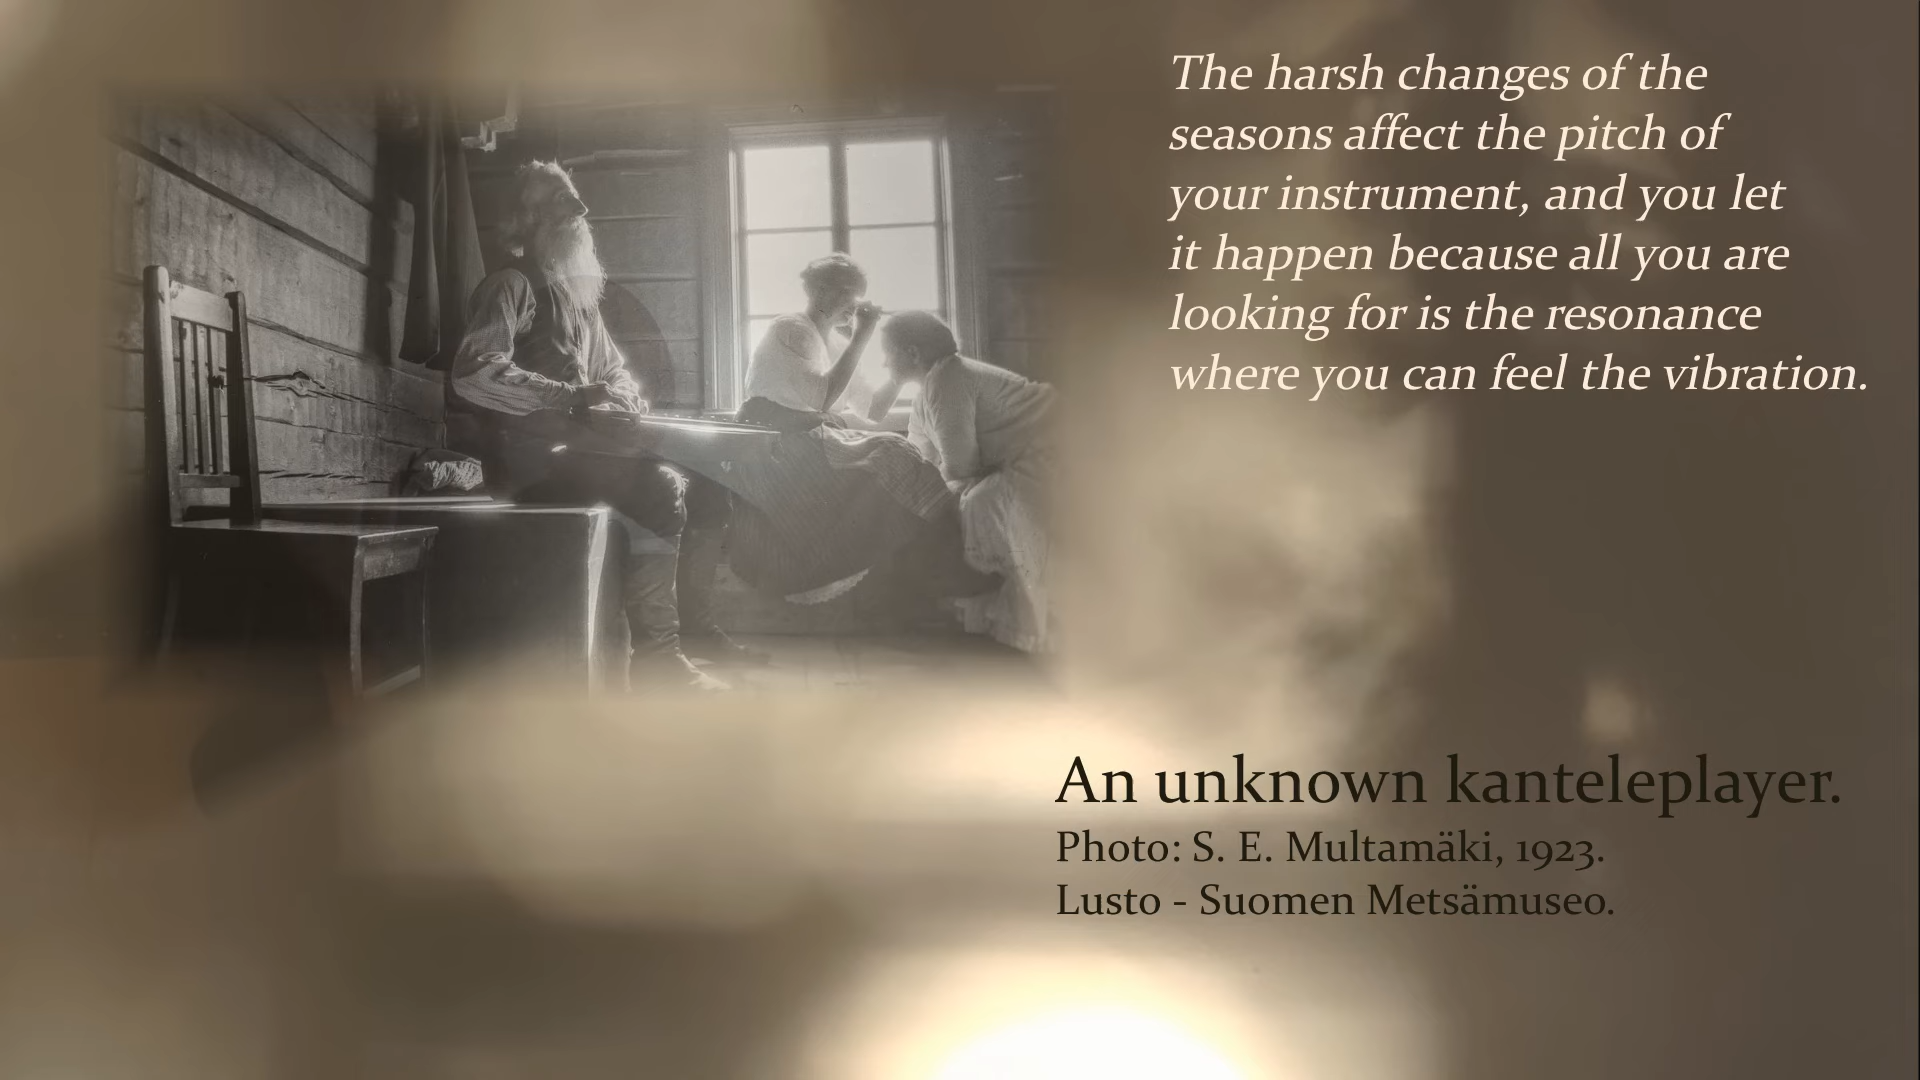 The harsh changes of the
seasons affect the pitch of
your instrument, and you let
it happen because all you are
looking for is the resonance
where you can feel the vibration.
An unknown kanteleplayer.
Photo: S. E. Multamäki, 1923.
Lusto - Suomen Metsämuseo.